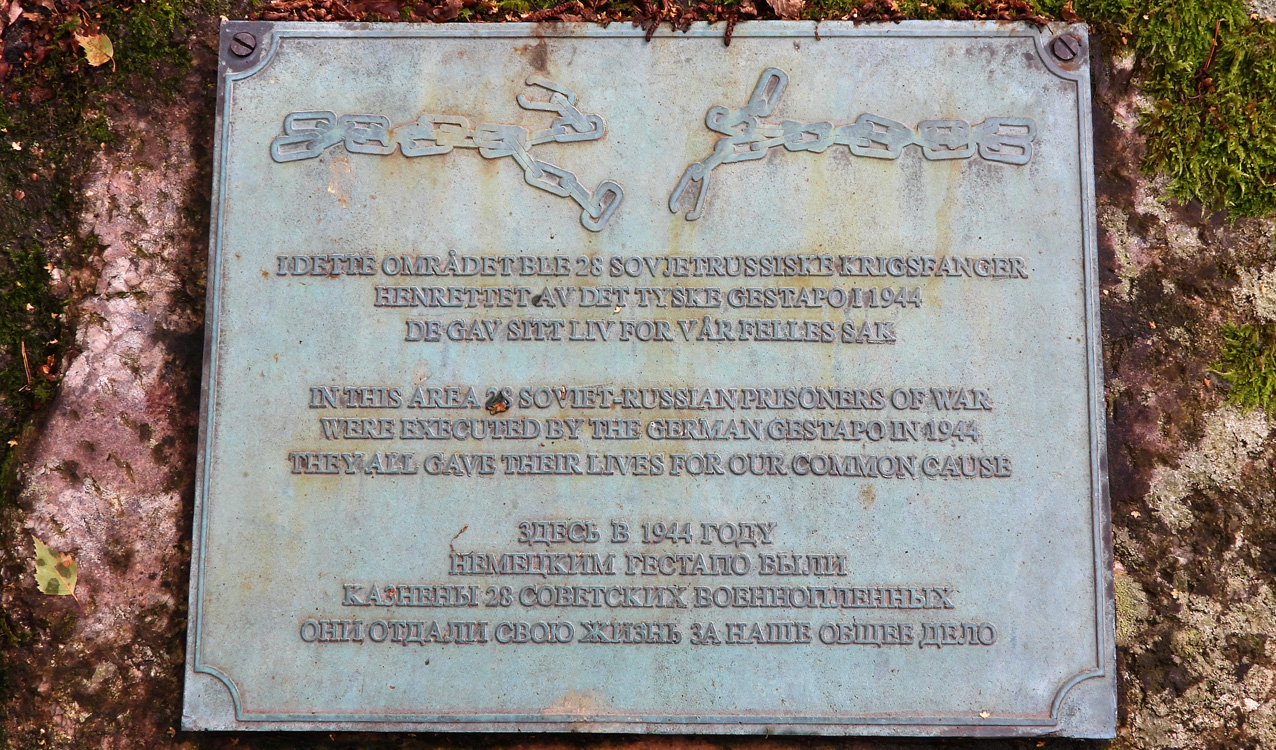 I DETTE OMRÅDET BLE 28 SOVJETRUSSISKE KRIGSFANGER
HENRETTET AV DET TYSKE GESTAPO I 1944
DE GAV SITT LIV FOR VÅR FELLES SAK
IN THIS AREA 28 SOVIET-RUSSIAN PRISONERS OF WAR
WERE EXECUTED BY THE GERMAN GESTAPO IN 1944
THEY ALL GAVE THEIR LIVES FOR OUR COMMON CAUSE
ЗДЕСЬ В 1944 ГОДУ
НЕМЕЦКИМ ГЕСТАПО БЫЛИ
КАЗНЕНЫ 28 СОВЕТСКИХ ВОЕННОПЛЕННЫХ
ОНИ ОТДАЛИ СВОЮ ЖИЗНЬ ЗА НАШЕ ОБЩЕЕ ДЕЛО